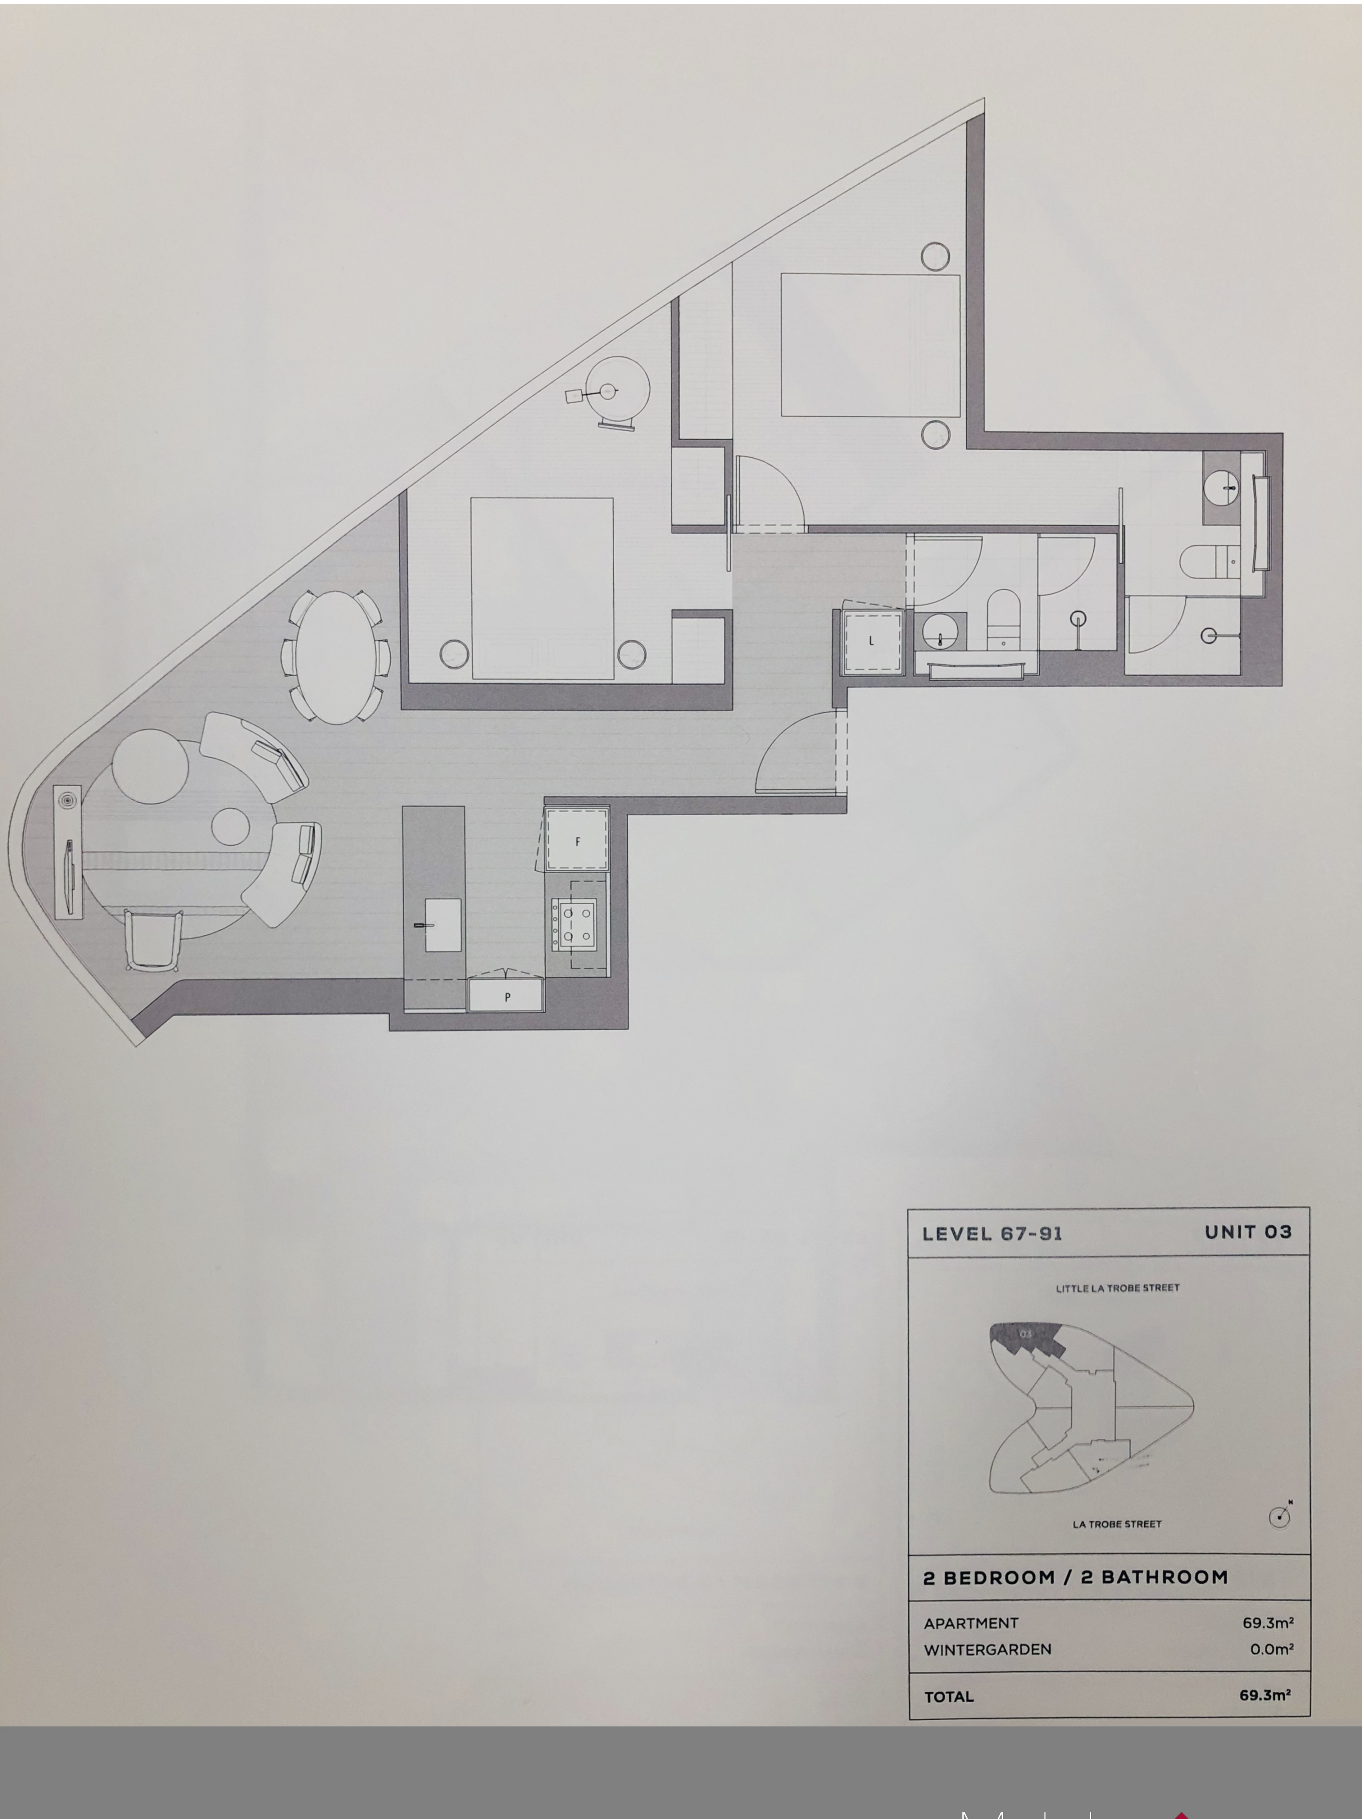 L
F
P
LEVEL 67-91 UNIT 03
LITTLE LA TROBE STREET
03
N
LA TROBE STREET
2 BEDROOM / 2 BATHROOM
APARTMENT 69.3m²
WINTERGARDEN 0.0m²
TOTAL 69.3m²